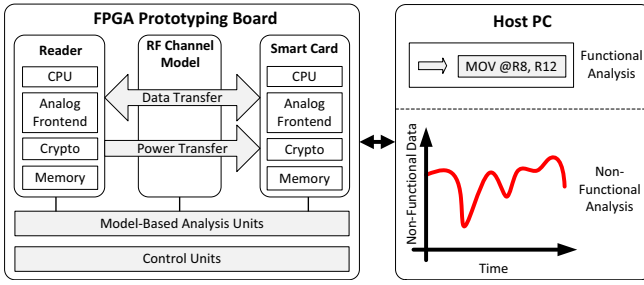 FPGA Prototyping Board
Reader
CPU
Analog
Frontend
Crypto
Memory
RF Channel
Model
Data Transfer
Power Transfer
Smart Card
CPU
Analog
Frontend
Crypto
Memory
Model-Based Analysis Units
Control Units
Host PC
MOV @R8, R12
Functional
Analysis
Non-Functional Data
Time
Non-
Functional
Analysis